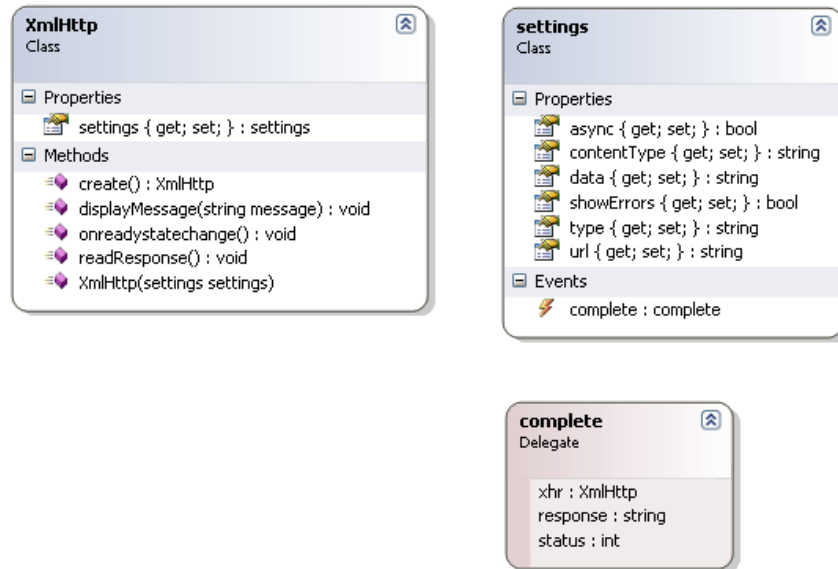 XmlHttp
Class
Properties
settings { get; set; } : settings
Methods
create() : XmlHttp
displayMessage(string message) : void
onreadystatechange() : void
readResponse() : void
XmlHttp(settings settings)
settings
Class
Properties
async { get; set; } : bool
contentType { get; set; } : string
data { get; set; } : string
showErrors { get; set; } : bool
type { get; set; } : string
url { get; set; } : string
Events
complete : complete
complete
Delegate
xhr : XmlHttp
response : string
status : int